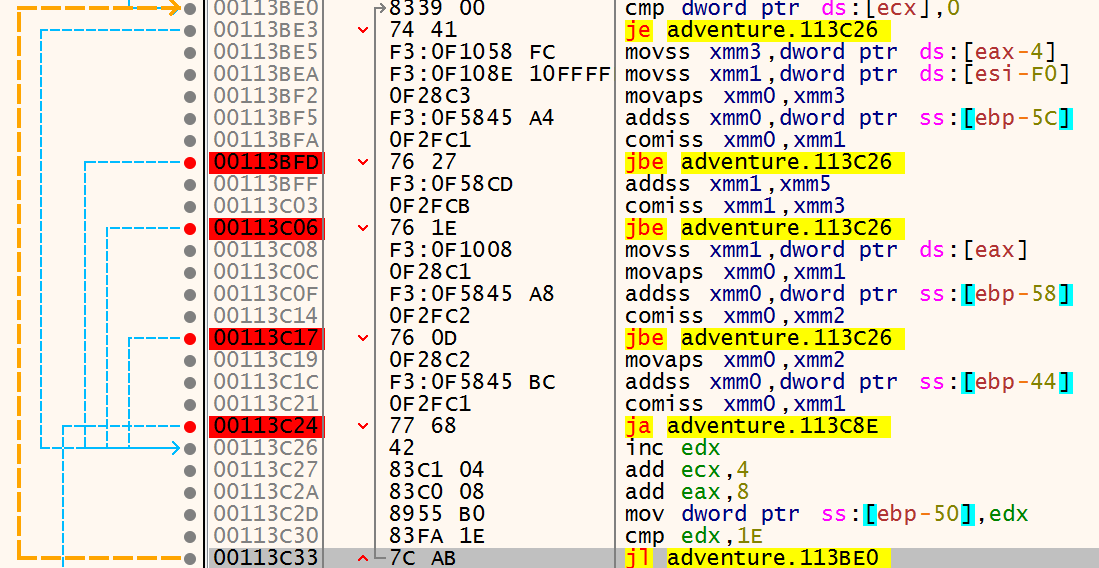 00113BE0 8339 00 cmp dword ptr ds:[ecx],0
00113BE3 74 41 je adventure.113C26
00113BE5 F3:0F1058 FC movss xmm3,dword ptr ds:[eax-4]
00113BEA F3:0F108E 10FFFF movss xmm1,dword ptr ds:[esi-F0]
00113BF2 0F28C3 movaps xmm0,xmm3
00113BF5 F3:0F5845 A4 addss xmm0,dword ptr ss:[ebp-5C]
00113BFA 0F2FC1 comiss xmm0,xmm1
00113BFD 76 27 jbe adventure.113C26
00113BFF F3:0F58CD addss xmm1,xmm5
00113C03 0F2FCB comiss xmm1,xmm3
00113C06 76 1E jbe adventure.113C26
00113C08 F3:0F1008 movss xmm1,dword ptr ds:[eax]
00113C0C 0F28C1 movaps xmm0,xmm1
00113C0F F3:0F5845 A8 addss xmm0,dword ptr ss:[ebp-58]
00113C14 0F2FC2 comiss xmm0,xmm2
00113C17 76 0D jbe adventure.113C26
00113C19 0F28C2 movaps xmm0,xmm2
00113C1C F3:0F5845 BC addss xmm0,dword ptr ss:[ebp-44]
00113C21 0F2FC1 comiss xmm0,xmm1
00113C24 77 68 ja adventure.113C8E
00113C26 42 inc edx
00113C27 83C1 04 add ecx,4
00113C2A 83C0 08 add eax,8
00113C2D 8955 B0 mov dword ptr ss:[ebp-50],edx
00113C30 83FA 1E cmp edx,1E
00113C33 7C AB jl adventure.113BE0